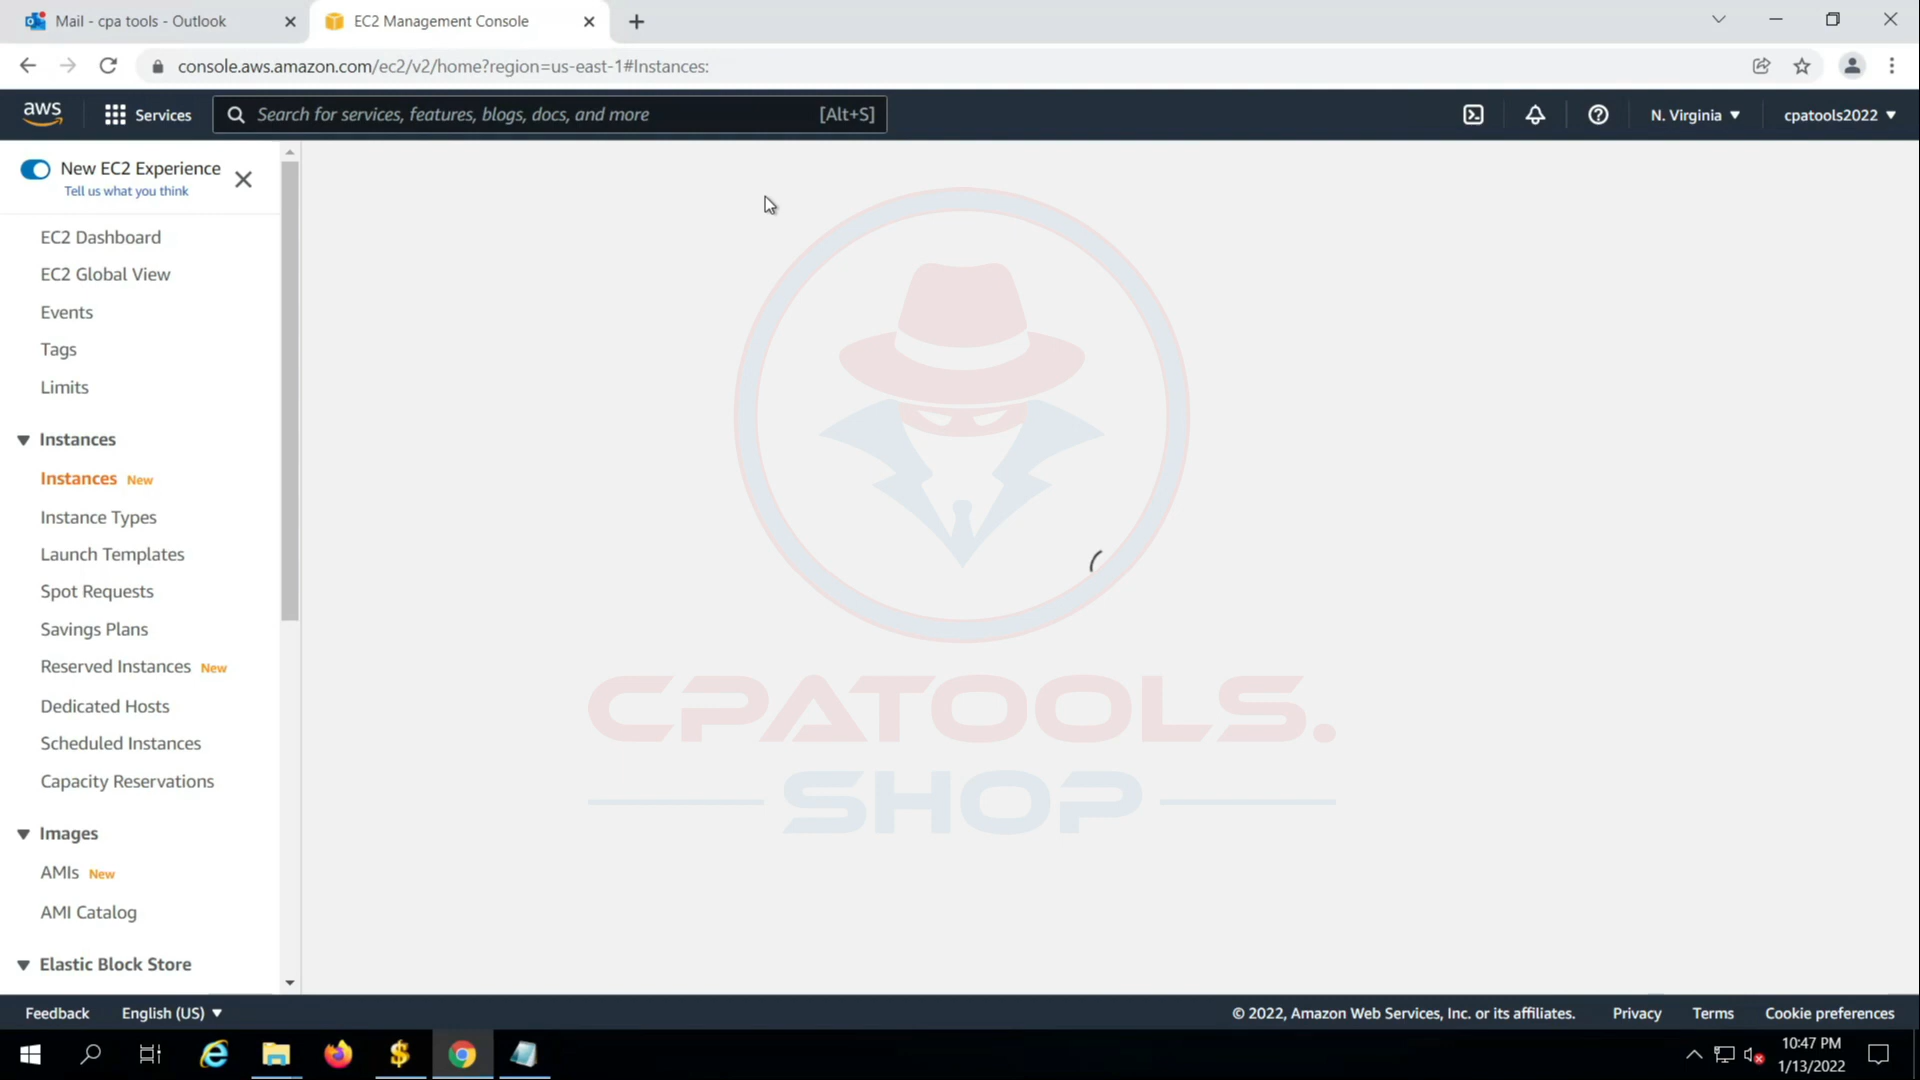 Mail - cpa tools - Outlook
EC2 Management Console
console.aws.amazon.com/ec2/v2/home?region=us-east-1#Instances:
aws
Services
Search for services, features, blogs, docs, and more
[Alt+S]
N. Virginia
cpatools2022
New EC2 Experience
Tell us what you think
EC2 Dashboard
EC2 Global View
Events
Tags
Limits
Instances
Instances New
Instance Types
Launch Templates
Spot Requests
Savings Plans
Reserved Instances New
Dedicated Hosts
Scheduled Instances
Capacity Reservations
Images
AMIs New
AMI Catalog
Elastic Block Store
CPATOOLS.
SHOP
Feedback
English (US)
© 2022, Amazon Web Services, Inc. or its affiliates.
Privacy
Terms
Cookie preferences
10:47 PM
1/13/2022